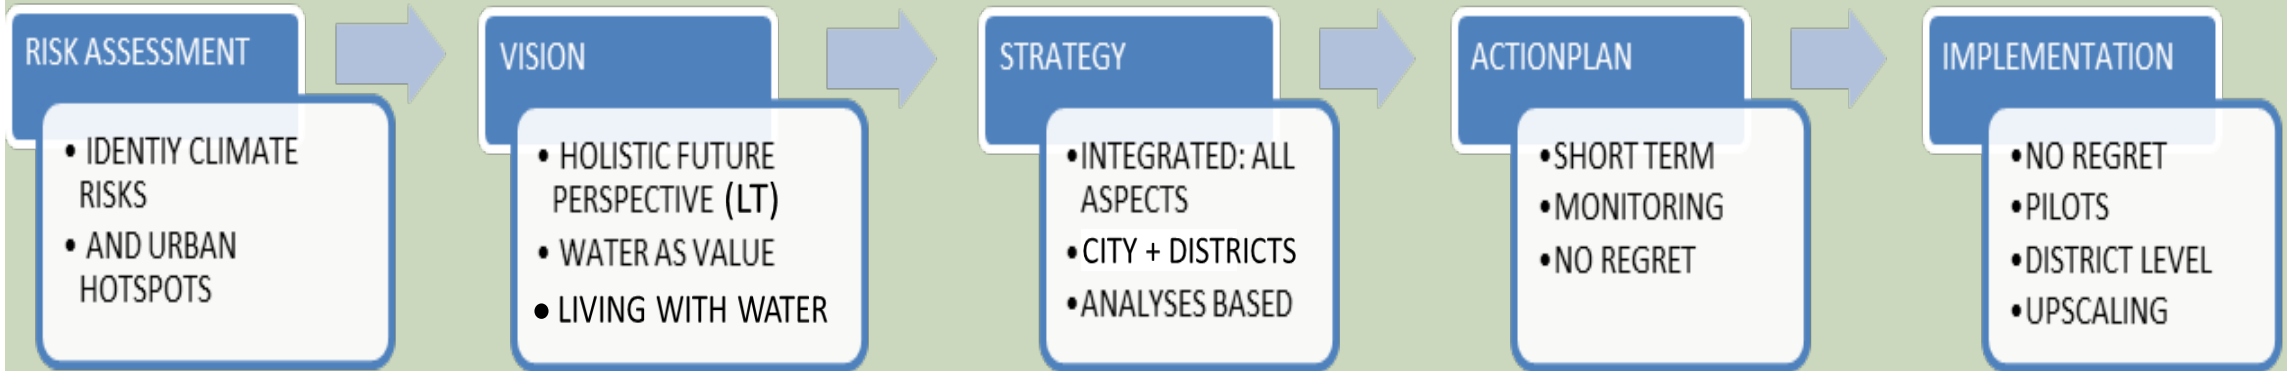 RISK ASSESSMENT
• IDENTIY CLIMATE
RISKS
• AND URBAN
HOTSPOTS
VISION
• HOLISTIC FUTURE
PERSPECTIVE (LT)
• WATER AS VALUE
• LIVING WITH WATER
STRATEGY
•INTEGRATED: ALL
ASPECTS
•CITY + DISTRICTS
•ANALYSES BASED
ACTIONPLAN
•SHORT TERM
•MONITORING
•NO REGRET
IMPLEMENTATION
•NO REGRET
•PILOTS
•DISTRICT LEVEL
•UPSCALING